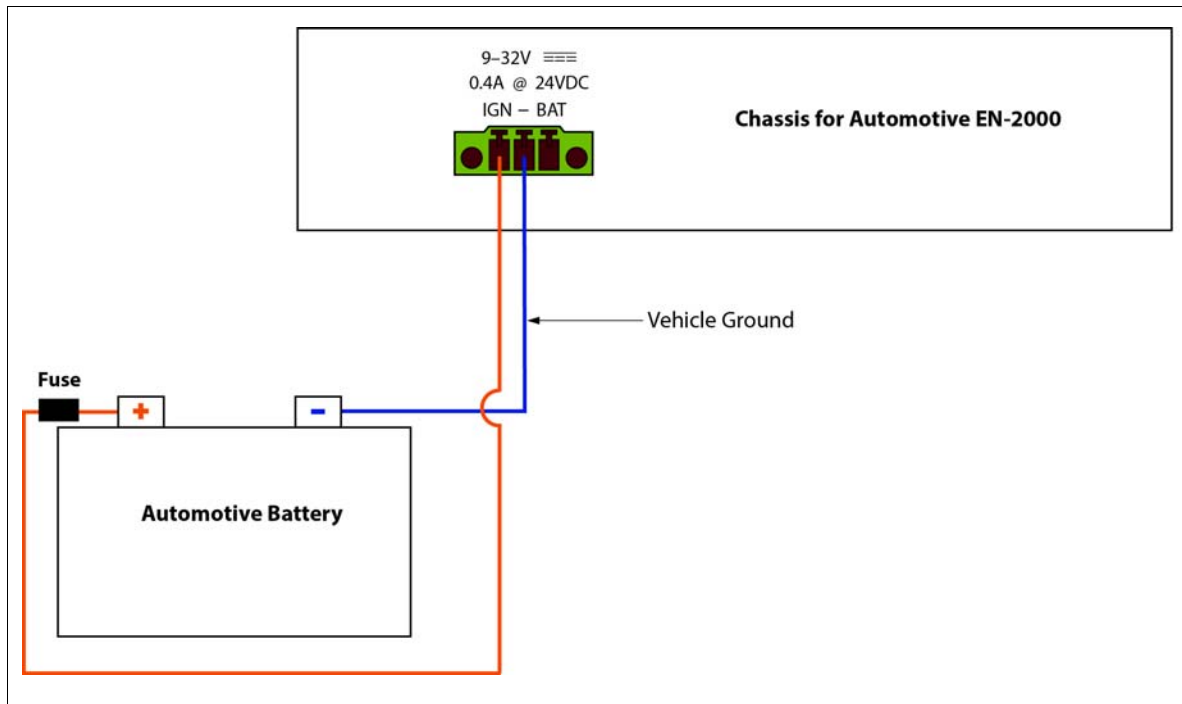 9–32V ⎓
0.4A @ 24VDC
IGN – BAT
Chassis for Automotive EN-2000
Vehicle Ground
Fuse
+
-
Automotive Battery